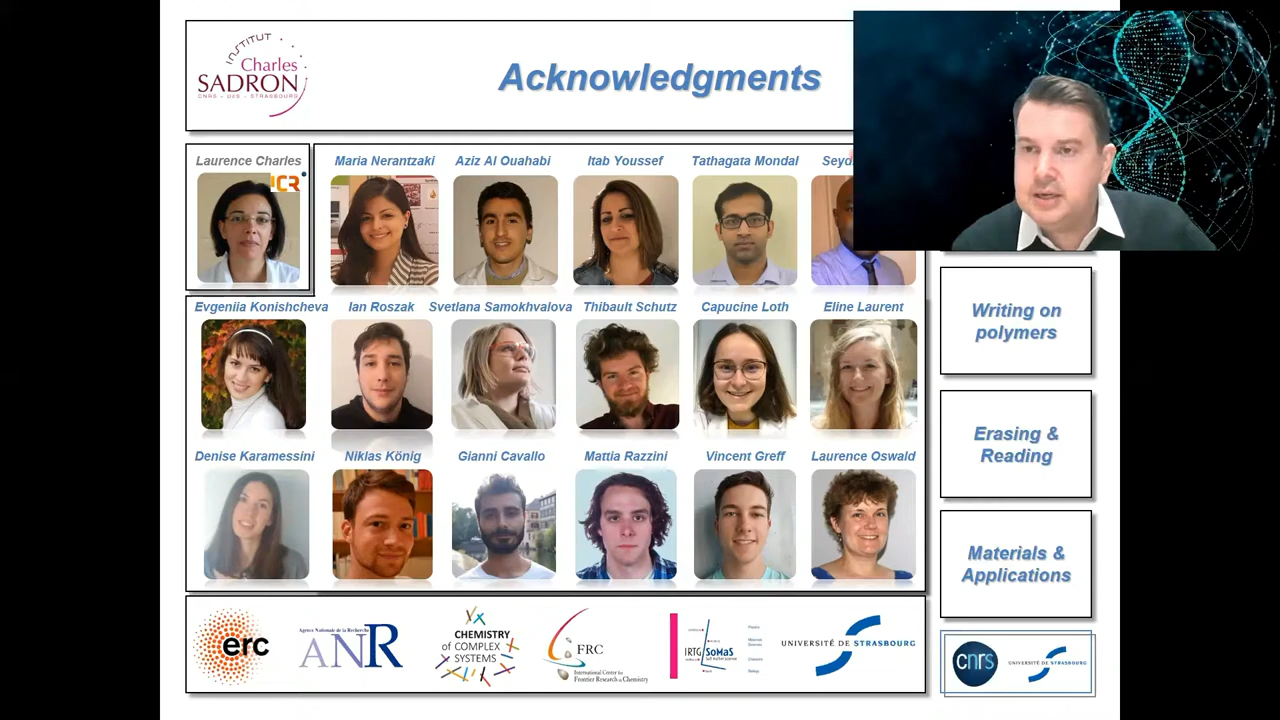 INSTITUT
Charles
SADRON
CNRS - UdS - STRASBOURG
Acknowledgments
Laurence Charles
Maria Nerantzaki
Aziz Al Ouahabi
Itab Youssef
Tathagata Mondal
Seyd
ICR
Evgeniia Konishcheva
Ian Roszak
Svetlana Samokhvalova
Thibault Schutz
Capucine Loth
Eline Laurent
Denise Karamessini
Niklas König
Gianni Cavallo
Mattia Razzini
Vincent Greff
Laurence Oswald
Writing on
polymers
Erasing &
Reading
Materials &
Applications
erc
Agence Nationale de la Recherche
ANR
CHEMISTRY
of COMPLEX
SYSTEMS
FRC
International Center for
Frontier Research in Chemistry
IRTG SoMaS
Soft matter science
UNIVERSITÉ DE STRASBOURG
cnrs
UNIVERSITÉ DE STRASBOURG